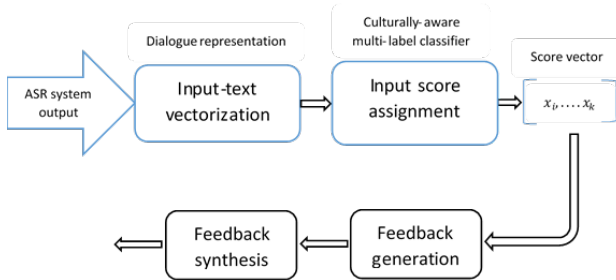 Dialogue representation
Culturally-aware
multi-label classifier
Score vector
ASR system
output
Input-text
vectorization
Input score
assignment
x_i, .... x_k
Feedback
synthesis
Feedback
generation